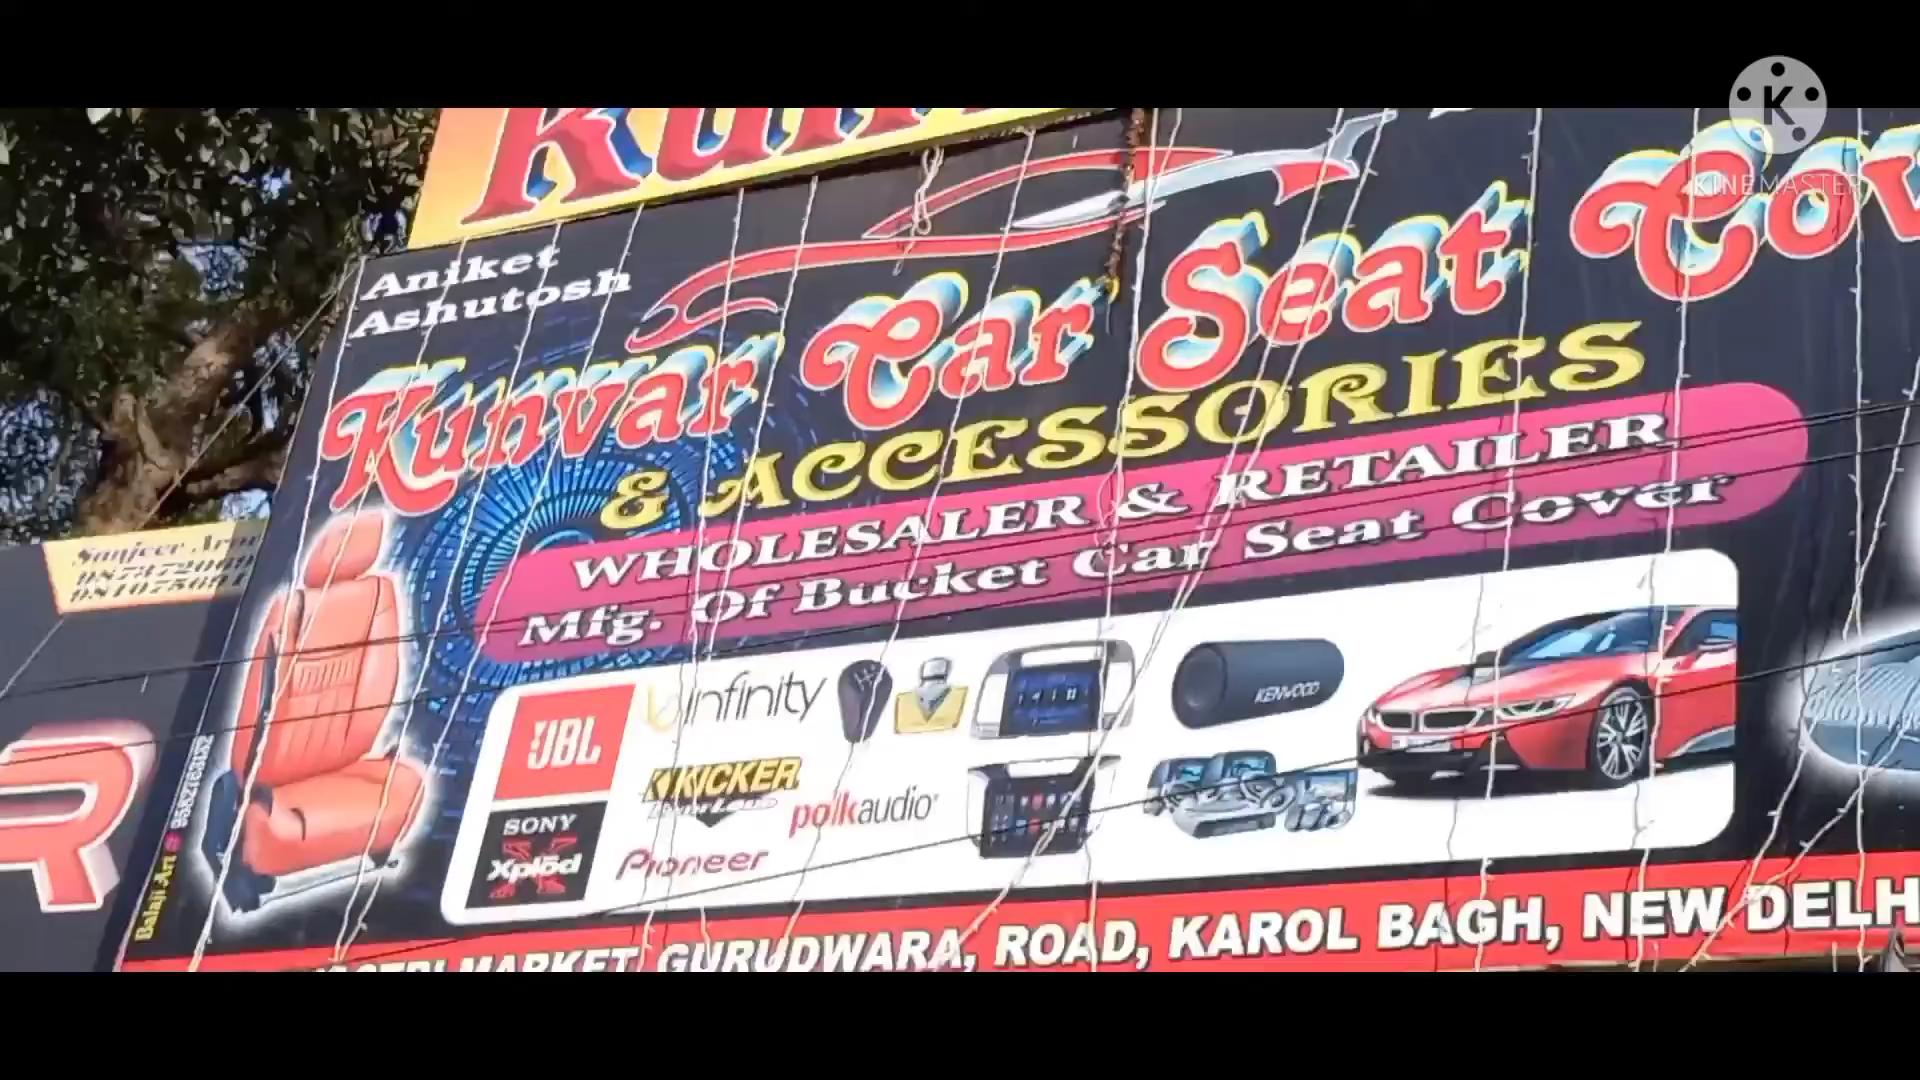 K
KINEMASTER
Aniket
Ashutosh
Kunvar Car Seat Cov
& ACCESSORIES
WHOLESALER & RETAILER
Mfg. Of Bucket Car Seat Cover
JBL
infinity
KENWOOD
KICKER
polkaudio
SONY
Xplod
Pioneer
MARKET GURUDWARA, ROAD, KAROL BAGH, NEW DELH
Balaji Art
R